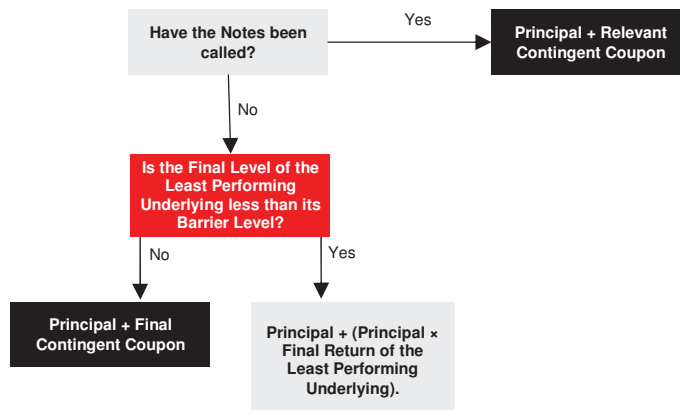 Have the Notes been
called?
Yes
Principal + Relevant
Contingent Coupon
No
Is the Final Level of the
Least Performing
Underlying less than its
Barrier Level?
No
Yes
Principal + Final
Contingent Coupon
Principal + (Principal ×
Final Return of the
Least Performing
Underlying).